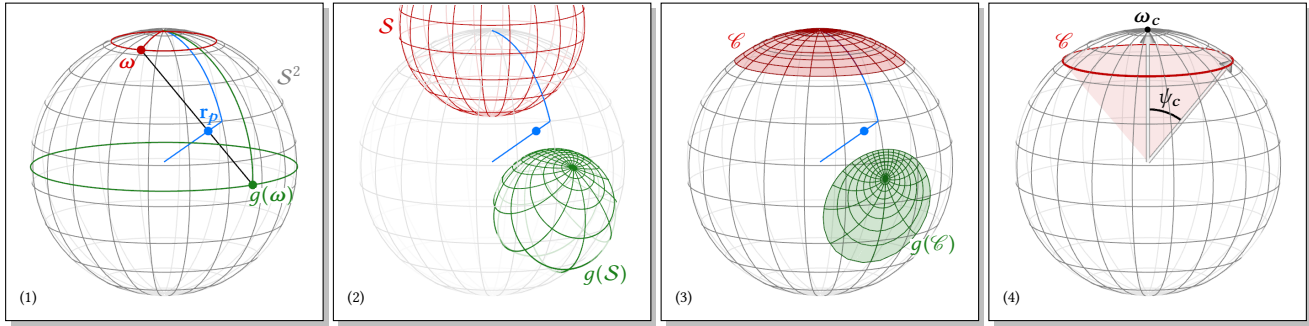 ω
𝒮²
r_p
g(ω)
(1)
𝒮
g(𝒮)
(2)
𝒞
g(𝒞)
(3)
ω_c
𝒞
ψ_c
(4)